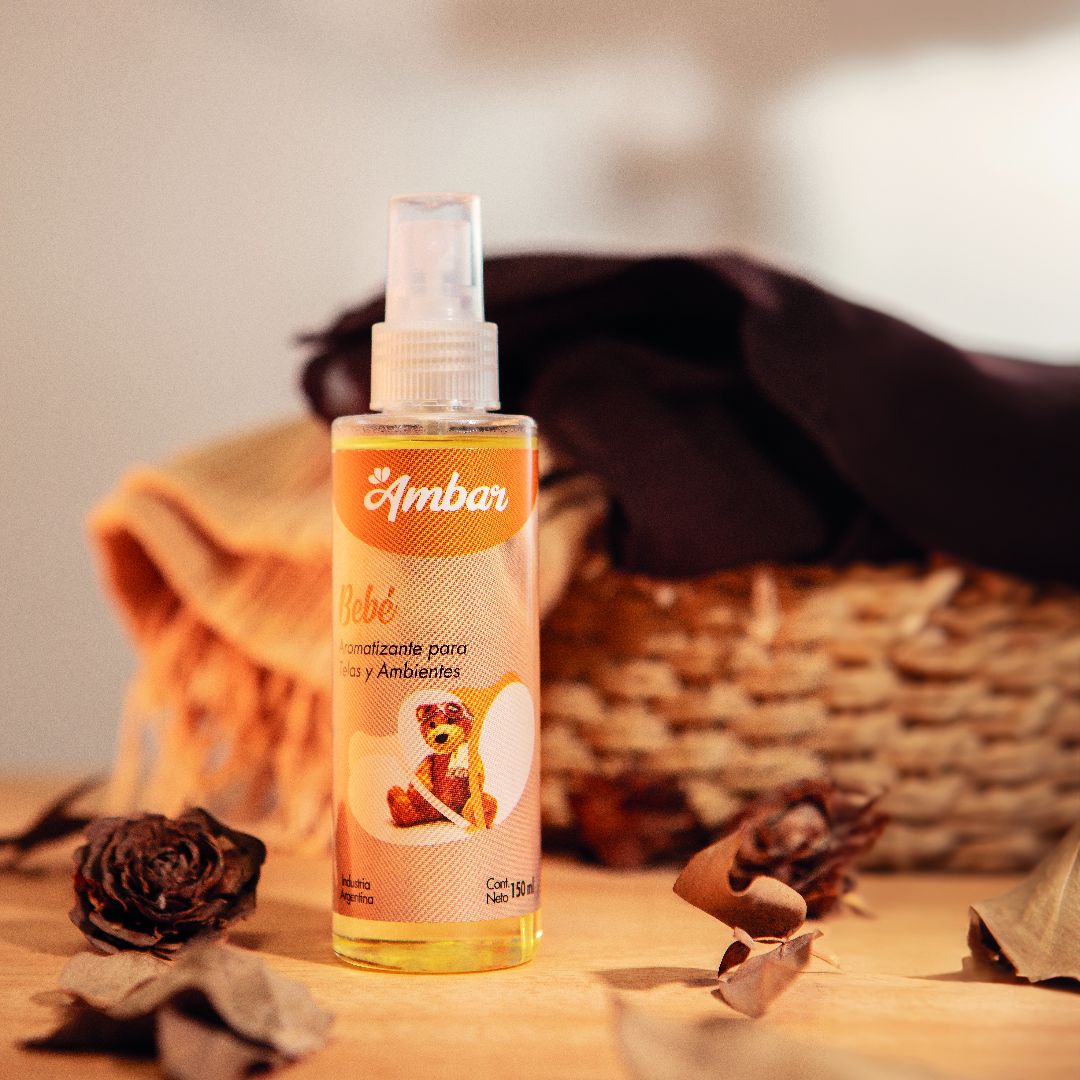 Ambar
Bebé
Aromatizante para
Telas y Ambientes
Industria
Argentina
Cont.
Neto 150 ml